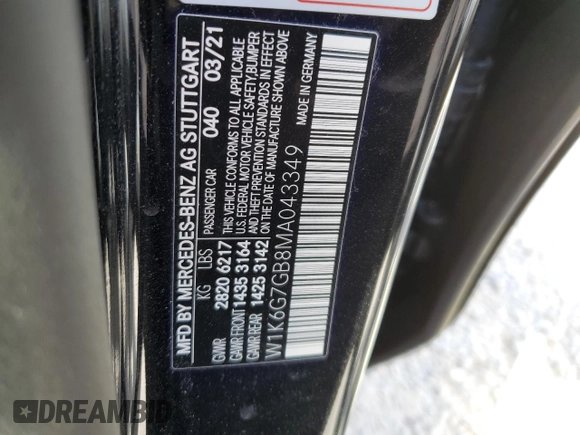 MFD BY MERCEDES-BENZ AG STUTTGART
PASSENGER CAR 040 03/21
KG LBS
GVWR 2820 6217
GAWR/FRONT 1435 3164
GAWR/REAR 1425 3142
THIS VEHICLE CONFORMS TO ALL APPLICABLE
U.S. FEDERAL MOTOR VEHICLE SAFETY, BUMPER
AND THEFT PREVENTION STANDARDS IN EFFECT
ON THE DATE OF MANUFACTURE SHOWN ABOVE
W1K6G7GB8MA043349
MADE IN GERMANY
DREAMBID